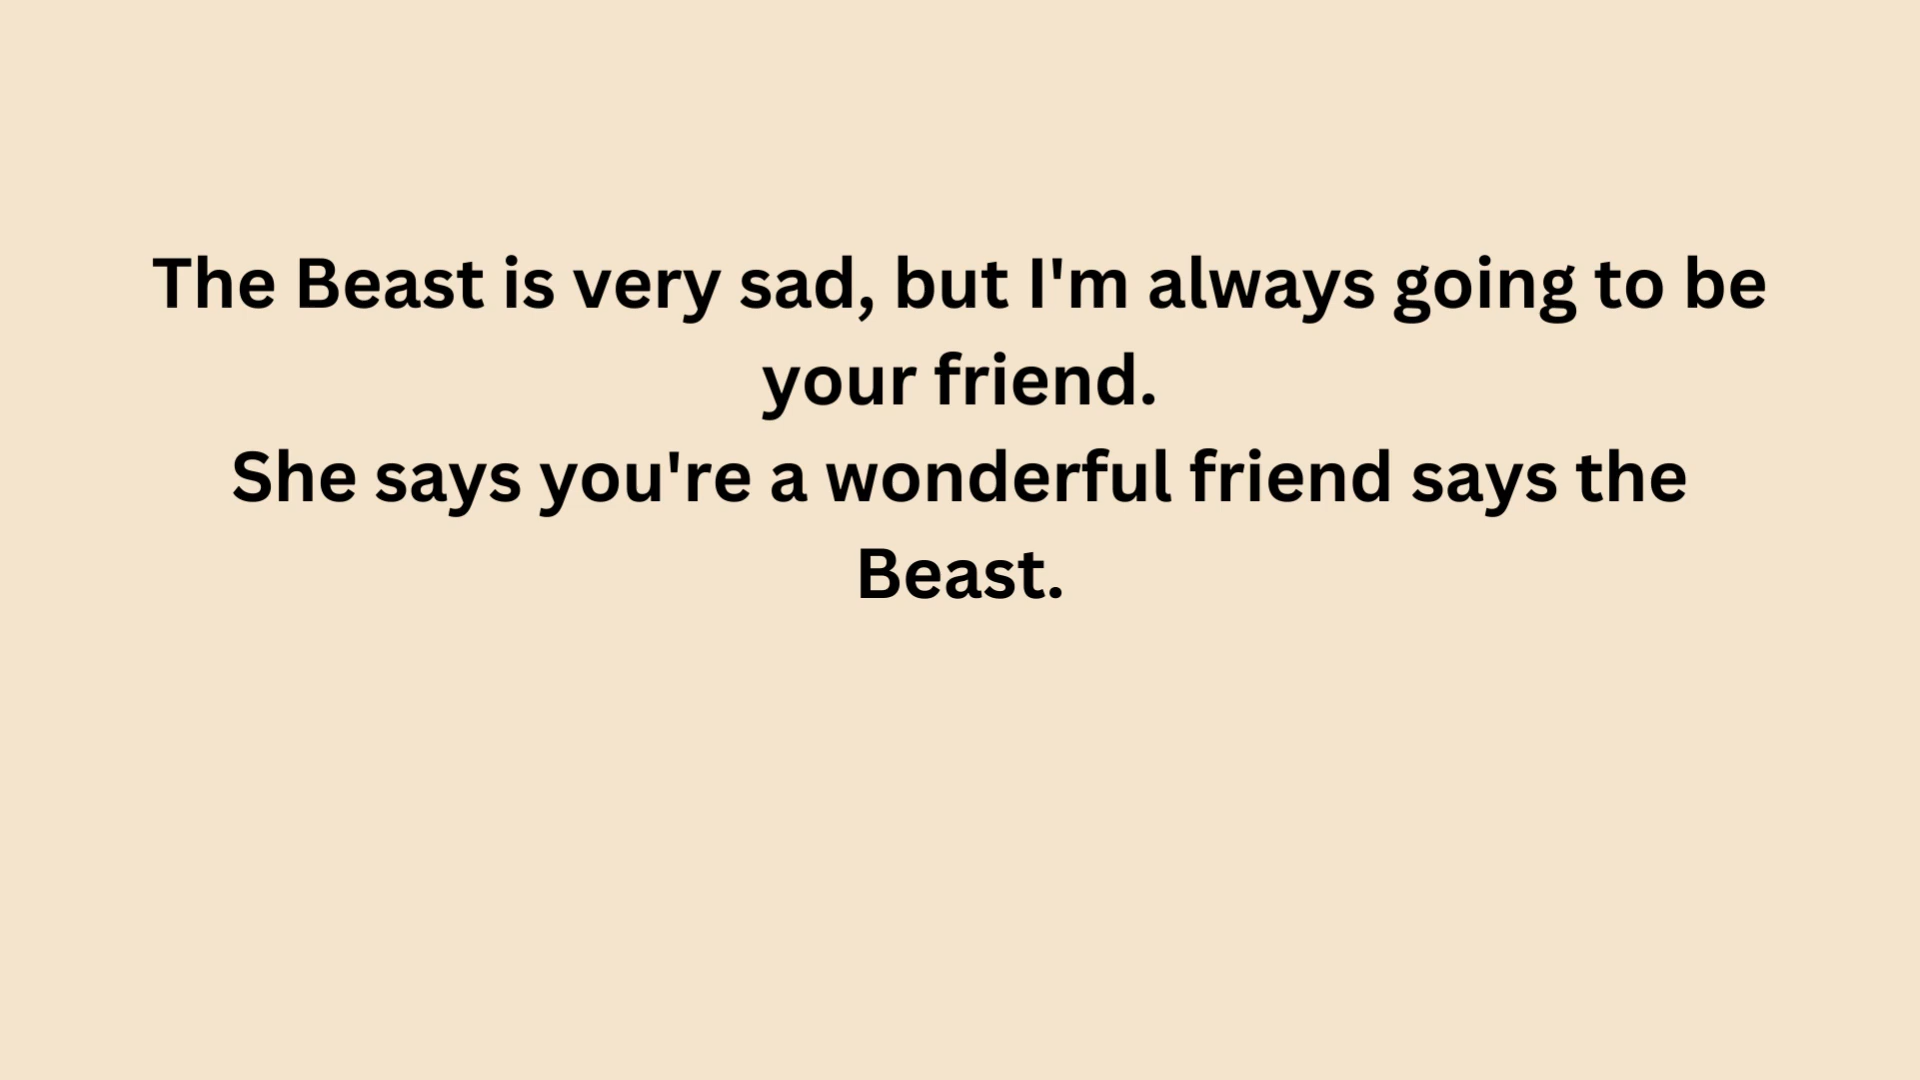 The Beast is very sad, but I'm always going to be
your friend.
She says you're a wonderful friend says the
Beast.